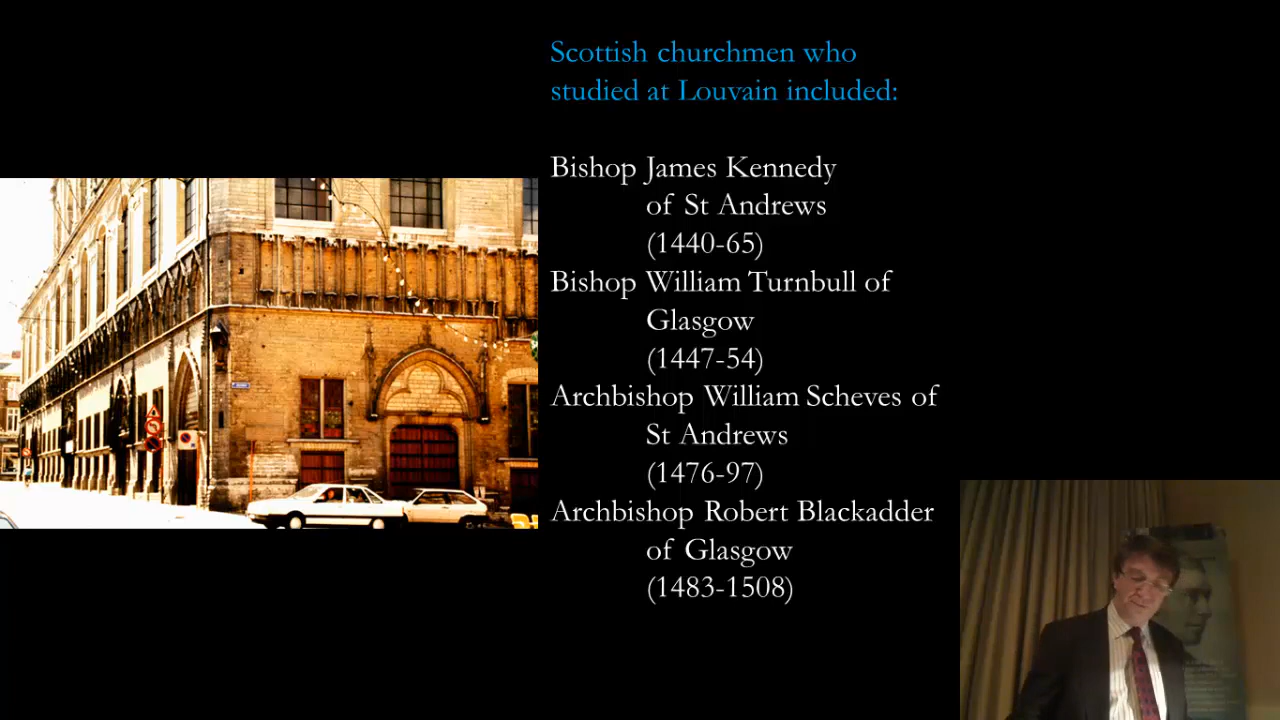 Scottish churchmen who
studied at Louvain included:
Bishop James Kennedy
of St Andrews
(1440-65)
Bishop William Turnbull of
Glasgow
(1447-54)
Archbishop William Scheves of
St Andrews
(1476-97)
Archbishop Robert Blackadder
of Glasgow
(1483-1508)